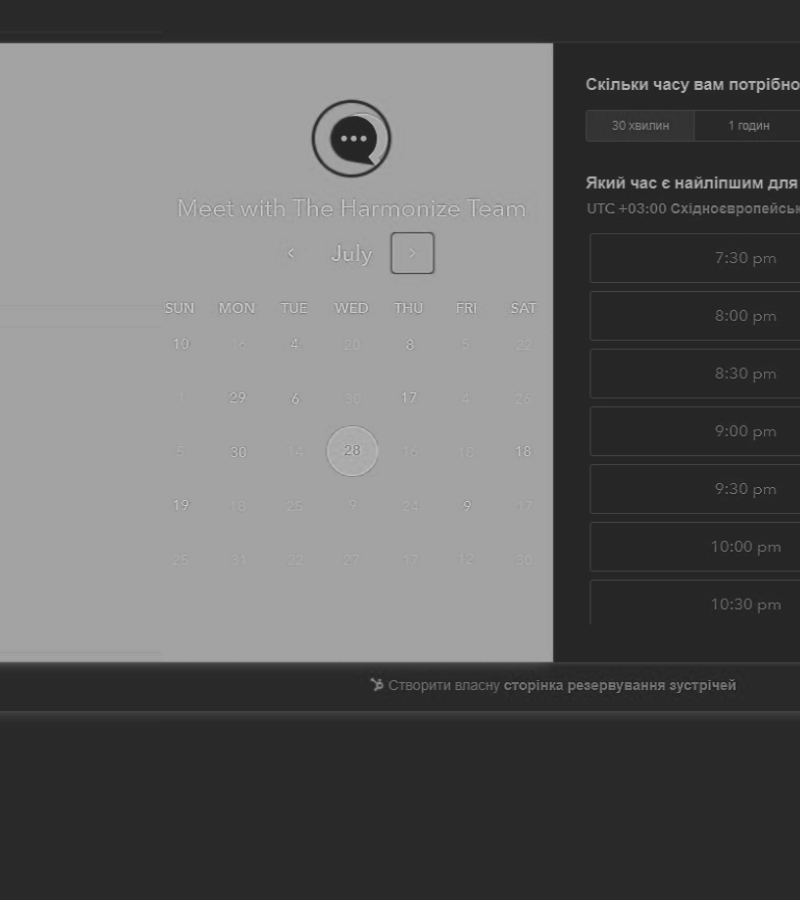 Meet with The Harmonize Team
July
SUN MON TUE WED THU FRI SAT
10 16 4 20 8 5 22
1 29 6 30 17 4 26
5 30 14 28 16 10 18
19 18 25 9 24 9 17
25 31 22 27 17 12 30
Скільки часу вам потрібно
30 хвилин 1 годин
Який час є найліпшим для
UTC +03:00 Східноєвропейськ
7:30 pm
8:00 pm
8:30 pm
9:00 pm
9:30 pm
10:00 pm
10:30 pm
Створити власну сторінка резервування зустрічей